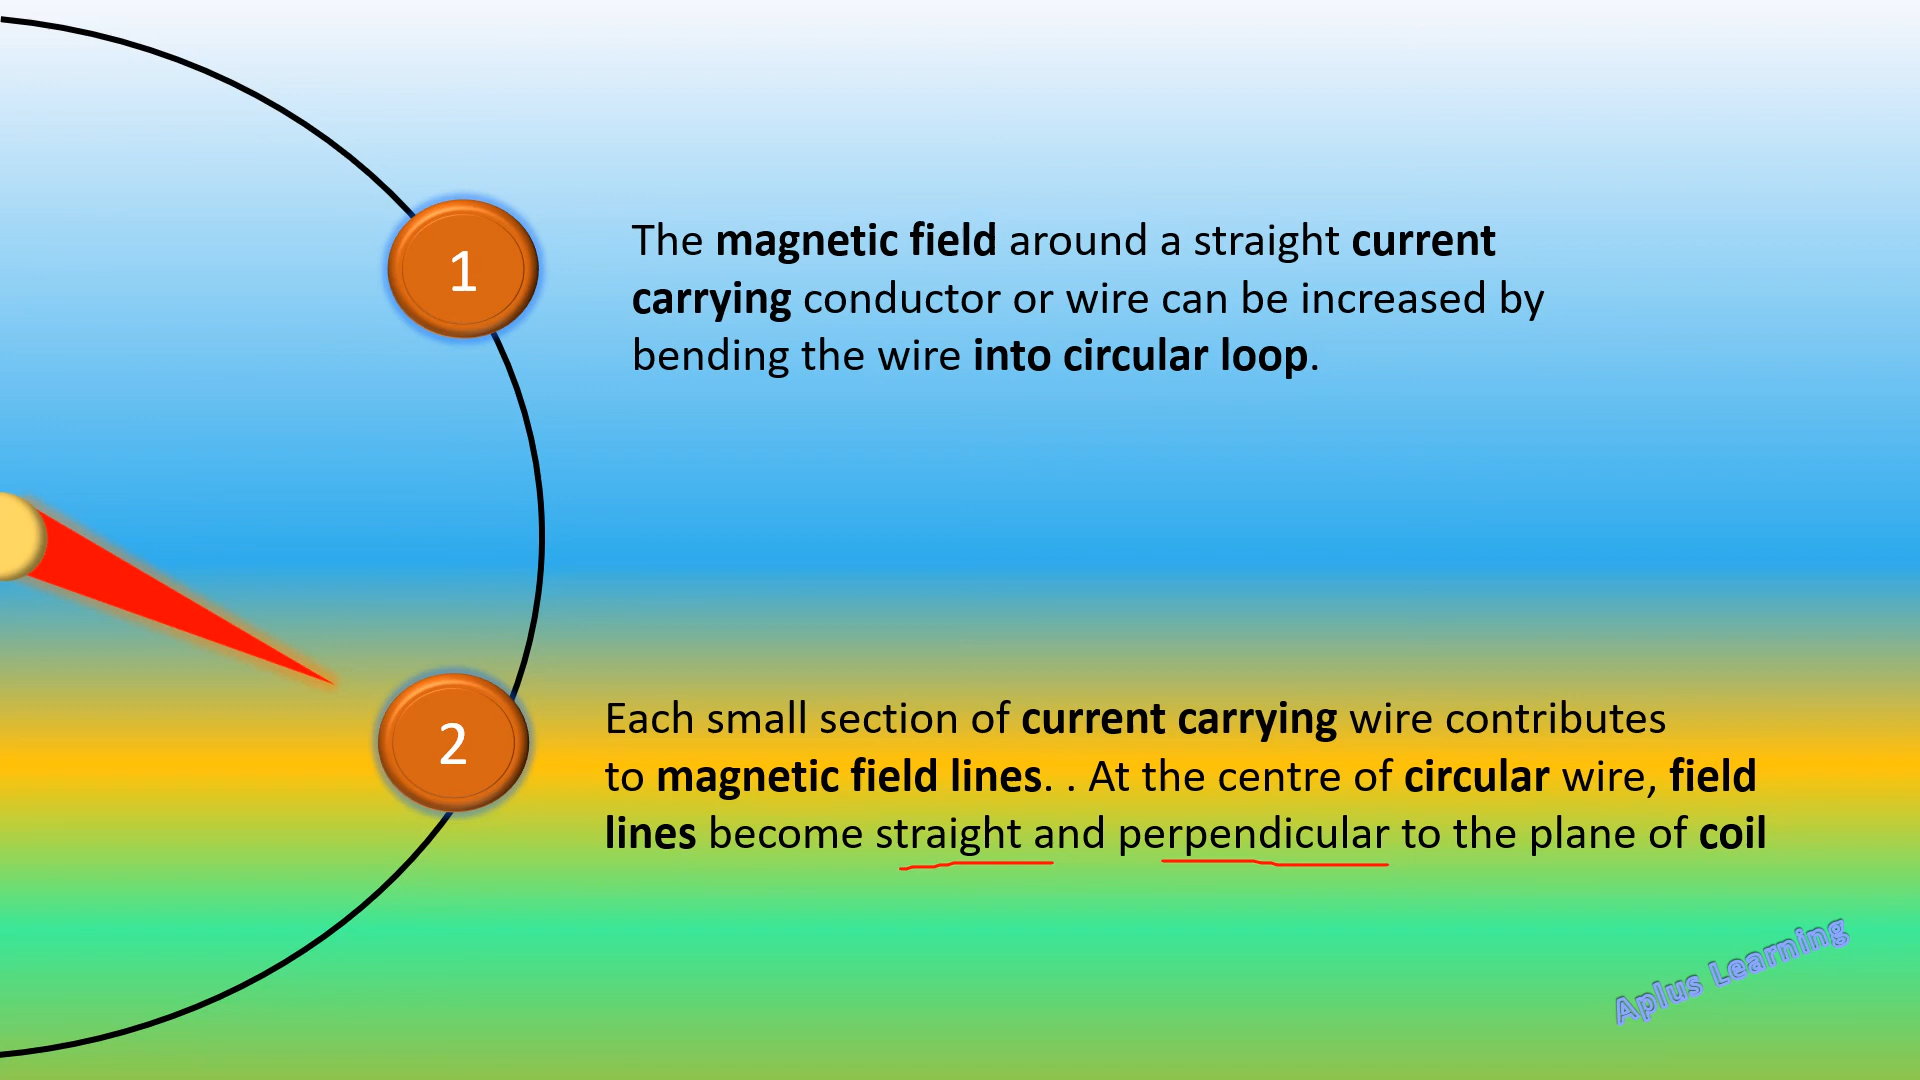 1
The magnetic field around a straight current
carrying conductor or wire can be increased by
bending the wire into circular loop.
2
Each small section of current carrying wire contributes
to magnetic field lines. . At the centre of circular wire, field
lines become straight and perpendicular to the plane of coil
Aplus Learning